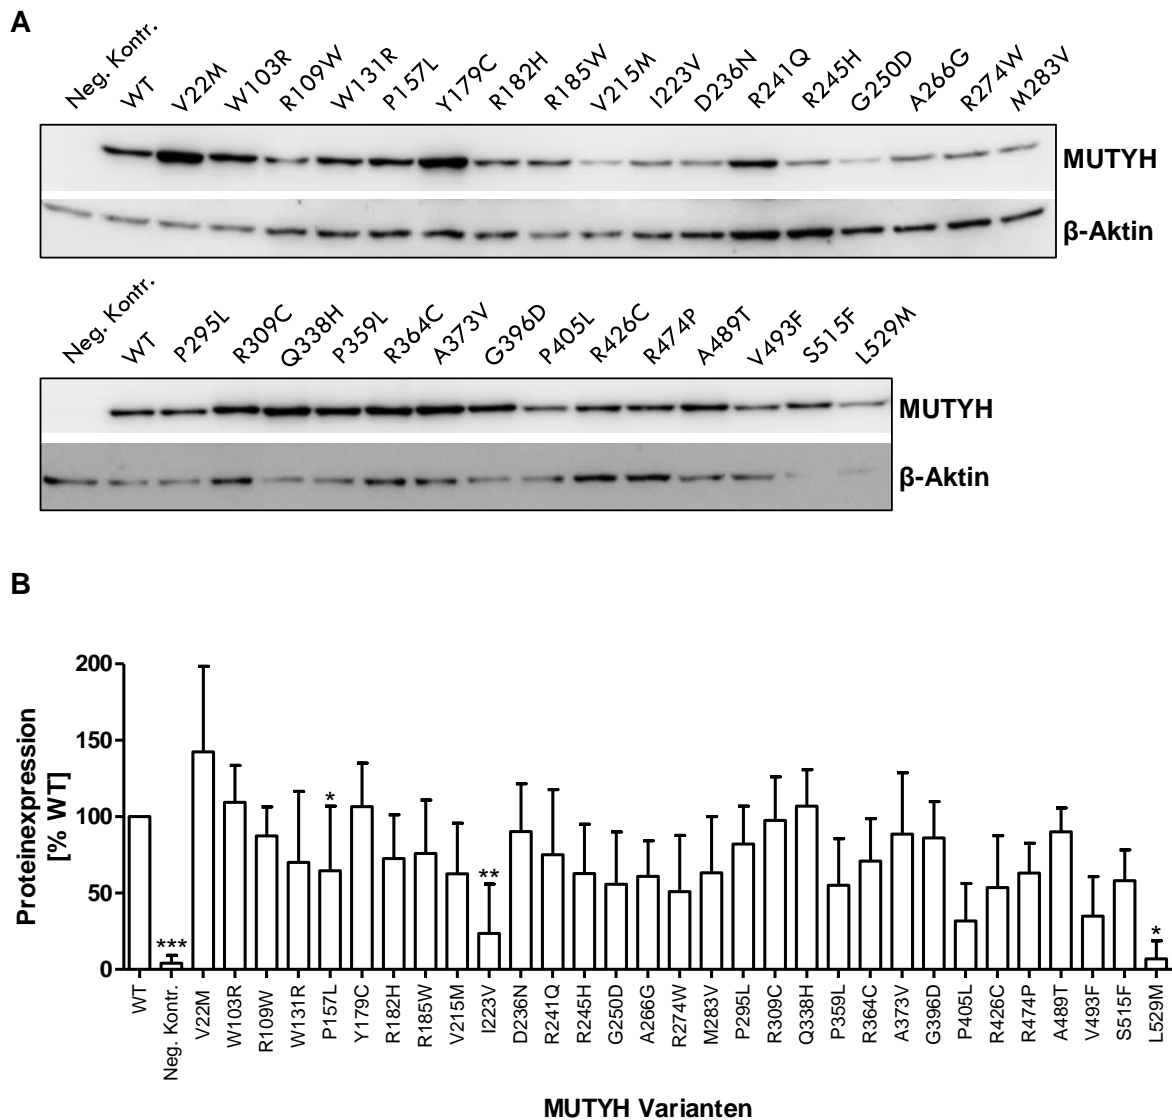 A
Neg. Kontr. WT V22M W103R R109W W131R P157L Y179C R182H R185W V215M I223V D236N R241Q R245H G250D A266G R274W M283V
MUTYH
β-Aktin
Neg. Kontr. WT P295L R309C Q338H P359L R364C A373V G396D P405L R426C R474P A489T V493F S515F L529M
MUTYH
β-Aktin
B
Proteinexpression
[% WT]
200
150
100
50
0
*** * ** *
WT Neg. Kontr. V22M W103R R109W W131R P157L Y179C R182H R185W V215M I223V D236N R241Q R245H G250D A266G R274W M283V P295L R309C Q338H P359L R364C A373V G396D P405L R426C R474P A489T V493F S515F L529M
MUTYH Varianten